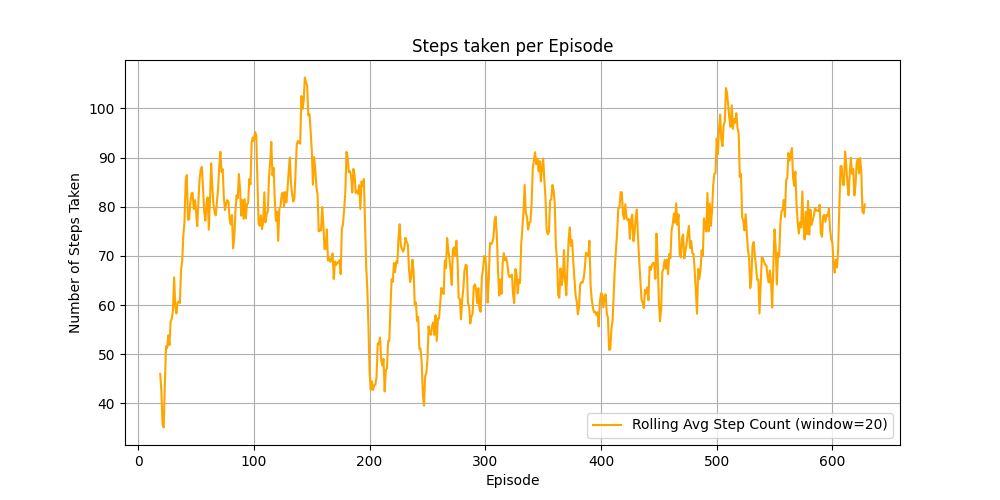 Steps taken per Episode
Number of Steps Taken
100
90
80
70
60
50
40
Rolling Avg Step Count (window=20)
0 100 200 300 400 500 600
Episode